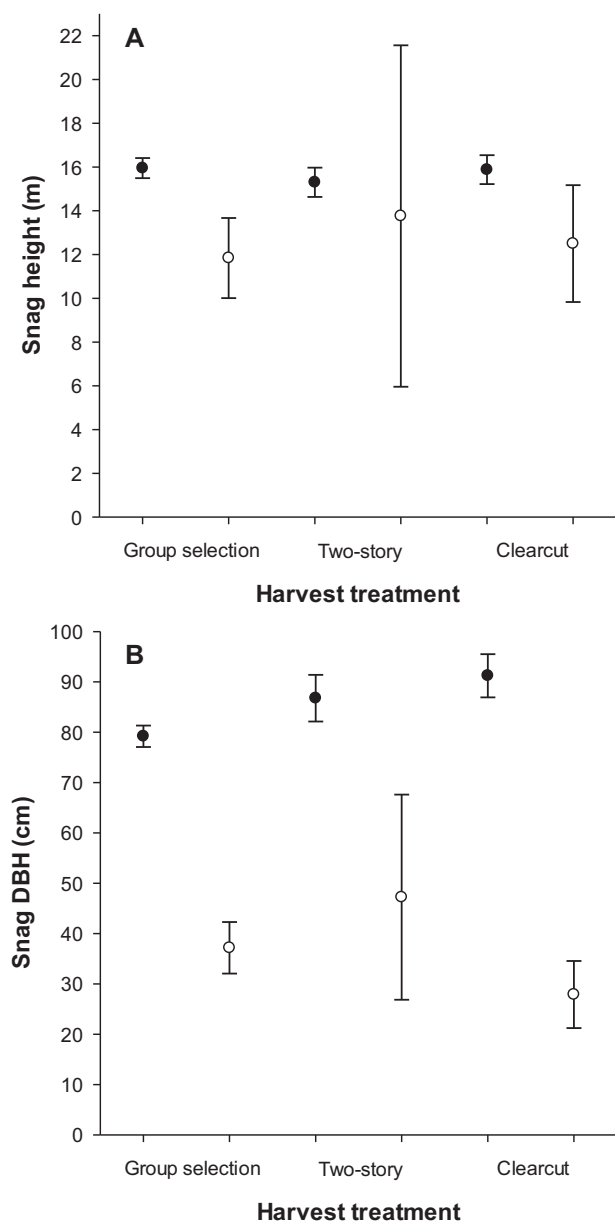 A
22
20
18
16
14
12
10
8
6
4
2
0
Snag height (m)
Group selection Two-story Clearcut
Harvest treatment
B
100
90
80
70
60
50
40
30
20
10
0
Snag DBH (cm)
Group selection Two-story Clearcut
Harvest treatment